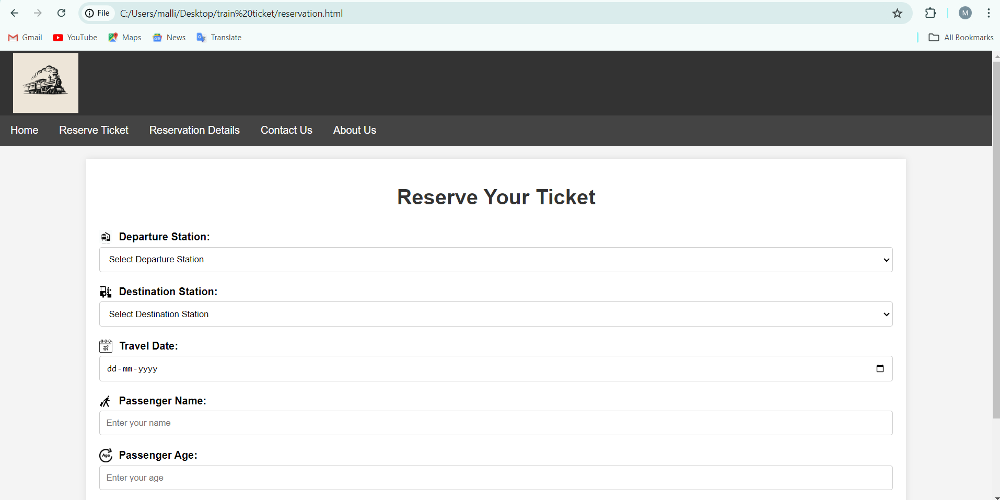 File C:/Users/malli/Desktop/train%20ticket/reservation.html M
Gmail YouTube Maps News Translate All Bookmarks
Home Reserve Ticket Reservation Details Contact Us About Us
Reserve Your Ticket
Departure Station:
Select Departure Station
Destination Station:
Select Destination Station
Travel Date:
dd-mm-yyyy
Passenger Name:
Enter your name
Age Passenger Age:
Enter your age